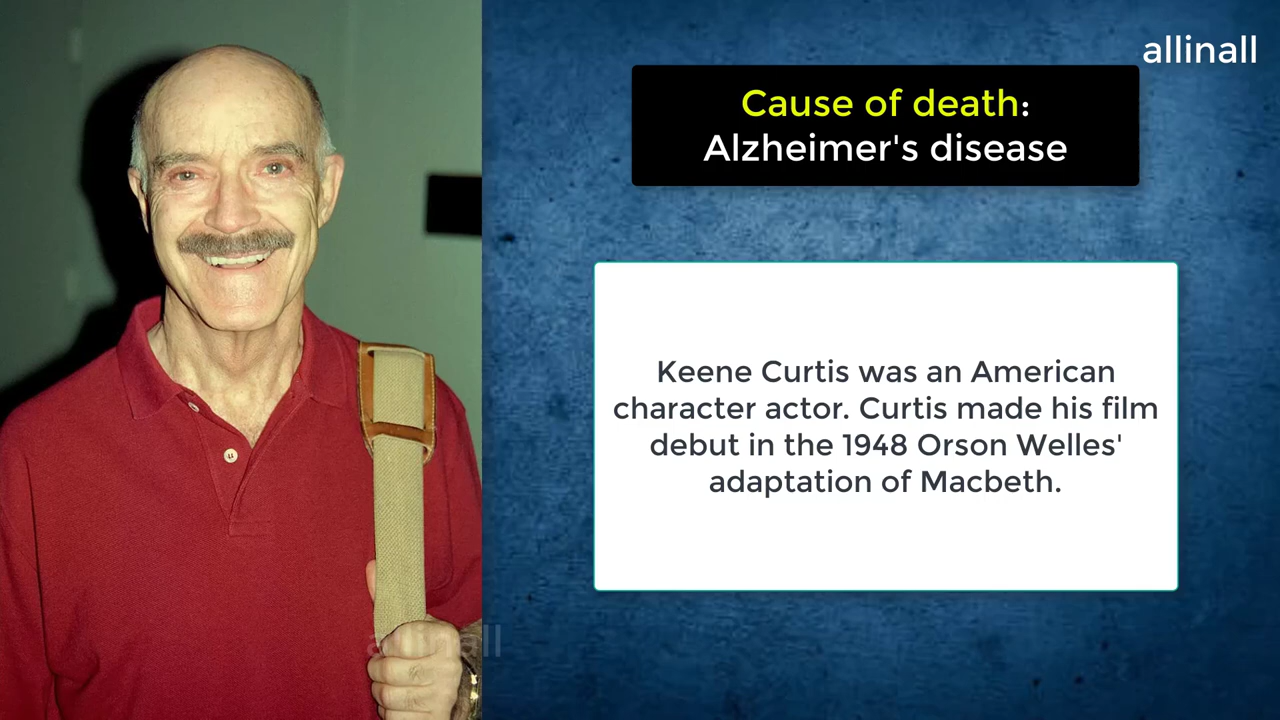 allinall
Cause of death:
Alzheimer's disease
Keene Curtis was an American
character actor. Curtis made his film
debut in the 1948 Orson Welles'
adaptation of Macbeth.
allinall